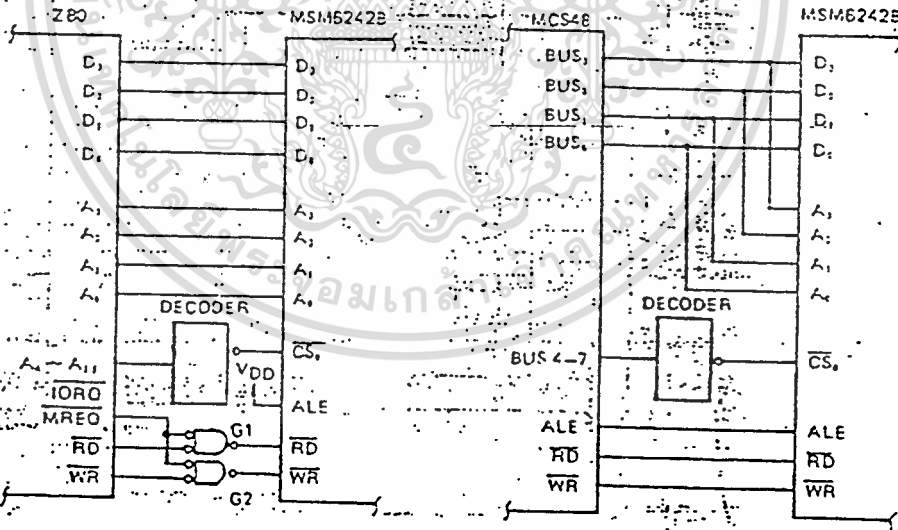 Z80
MSM6242B
MCS48
MSM6242B
D₃
D₂
D₁
D₀
A₃
A₂
A₁
A₀
DECODER
A₄ ~ A₁₁
IORQ
MREQ
RD
WR
G1
G2
VDD
D₃
D₂
D₁
D₀
A₃
A₂
A₁
A₀
CS₀
ALE
RD
WR
BUS₃
BUS₂
BUS₁
BUS₀
BUS 4-7
ALE
RD
WR
DECODER
D₃
D₂
D₁
D₀
A₃
A₂
A₁
A₀
CS₀
ALE
RD
WR